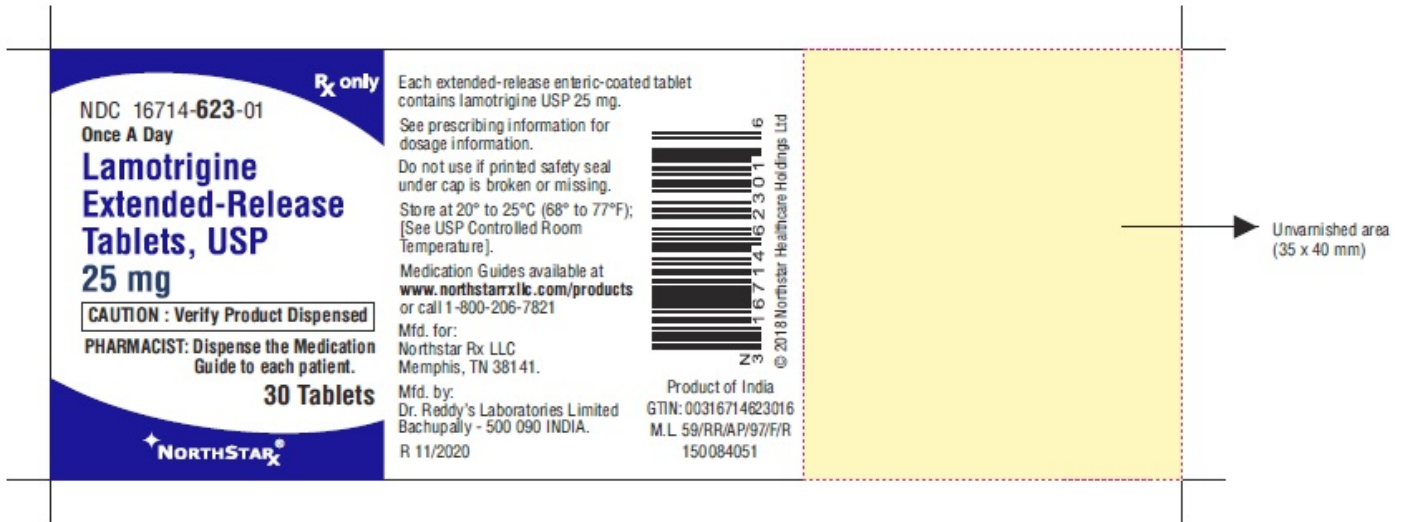 Rx only
NDC 16714-623-01
Once A Day
Lamotrigine
Extended-Release
Tablets, USP
25 mg
CAUTION : Verify Product Dispensed
PHARMACIST: Dispense the Medication
Guide to each patient.
30 Tablets
NORTHSTARx®
Each extended-release enteric-coated tablet
contains lamotrigine USP 25 mg.
See prescribing information for
dosage information.
Do not use if printed safety seal
under cap is broken or missing.
Store at 20° to 25°C (68° to 77°F);
[See USP Controlled Room
Temperature].
Medication Guides available at
www.northstarrxllc.com/products
or call 1-800-206-7821
Mfd. for:
Northstar Rx LLC
Memphis, TN 38141.
Mfd. by:
Dr. Reddy's Laboratories Limited
Bachupally - 500 090 INDIA.
R 11/2020
N3 16714 62301 6
© 2018 Northstar Healthcare Holdings Ltd
Product of India
GTIN: 00316714623016
M.L. 59/RR/AP/97/F/R
150084051
Unvarnished area
(35 x 40 mm)